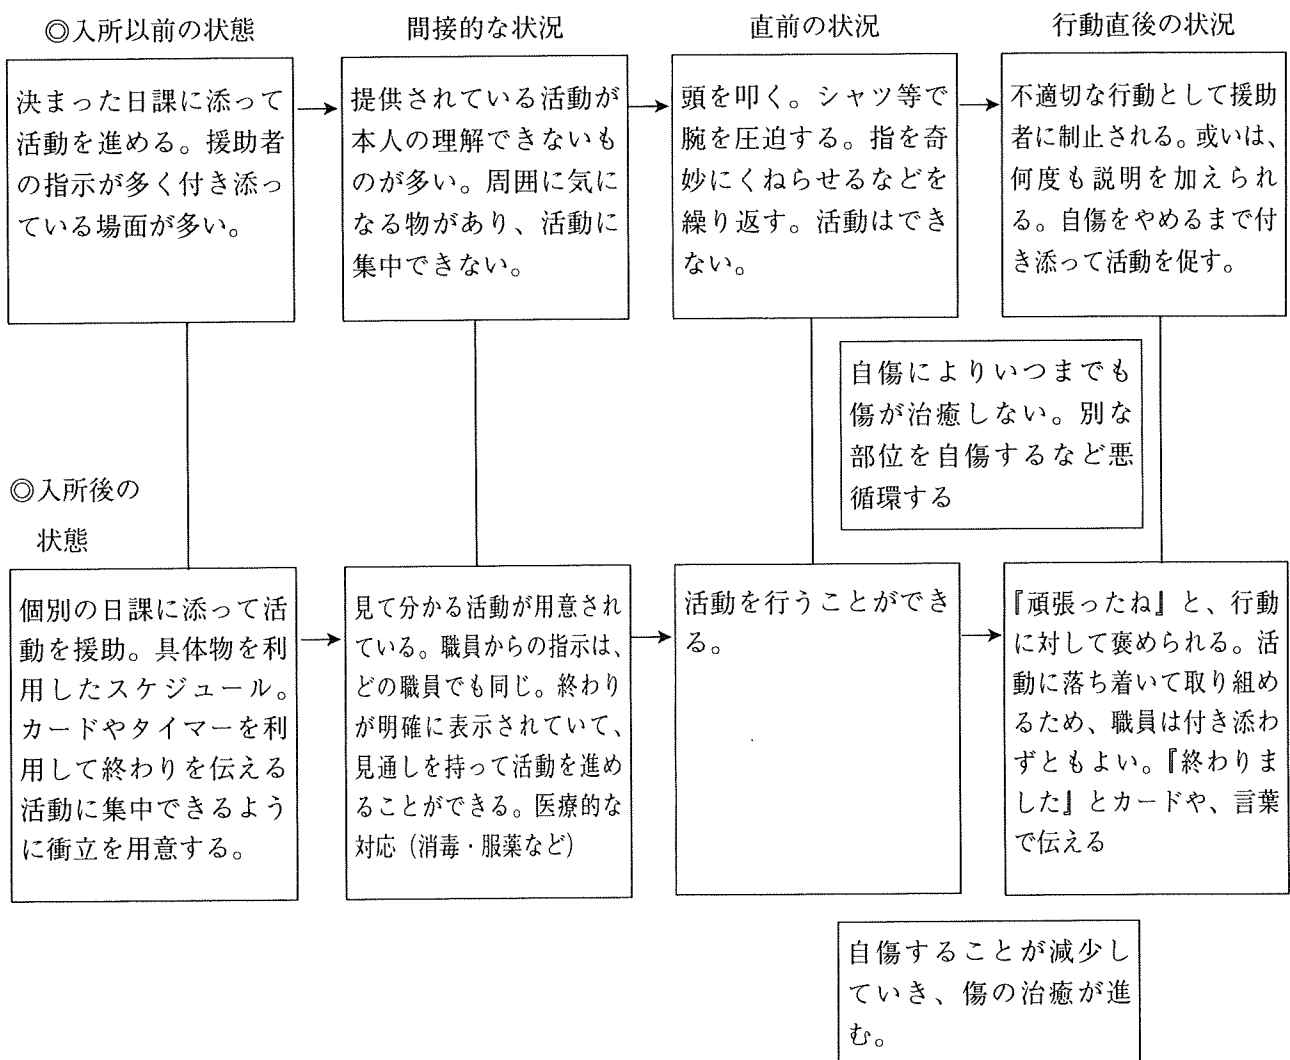 ◎入所以前の状態
間接的な状況
直前の状況
行動直後の状況
決まった日課に添って
活動を進める。援助者
の指示が多く付き添っ
ている場面が多い。
提供されている活動が
本人の理解できないも
のが多い。周囲に気に
なる物があり、活動に
集中できない。
頭を叩く。シャツ等で
腕を圧迫する。指を奇
妙にくねらせるなどを
繰り返す。活動はでき
ない。
不適切な行動として援助
者に制止される。或いは、
何度も説明を加えられ
る。自傷をやめるまで付
き添って活動を促す。
自傷によりいつまでも
傷が治癒しない。別な
部位を自傷するなど悪
循環する
◎入所後の
状態
個別の日課に添って活
動を援助。具体物を利
用したスケジュール。
カードやタイマーを利
用して終わりを伝える
活動に集中できるよう
に衝立を用意する。
見て分かる活動が用意され
ている。職員からの指示は、
どの職員でも同じ。終わり
が明確に表示されていて、
見通しを持って活動を進め
ることができる。医療的な
対応（消毒・服薬など）
活動を行うことができ
る。
『頑張ったね』と、行動
に対して褒められる。活
動に落ち着いて取り組め
るため、職員は付き添わ
ずともよい。『終わりま
した』とカードや、言葉
で伝える
自傷することが減少し
ていき、傷の治癒が進
む。